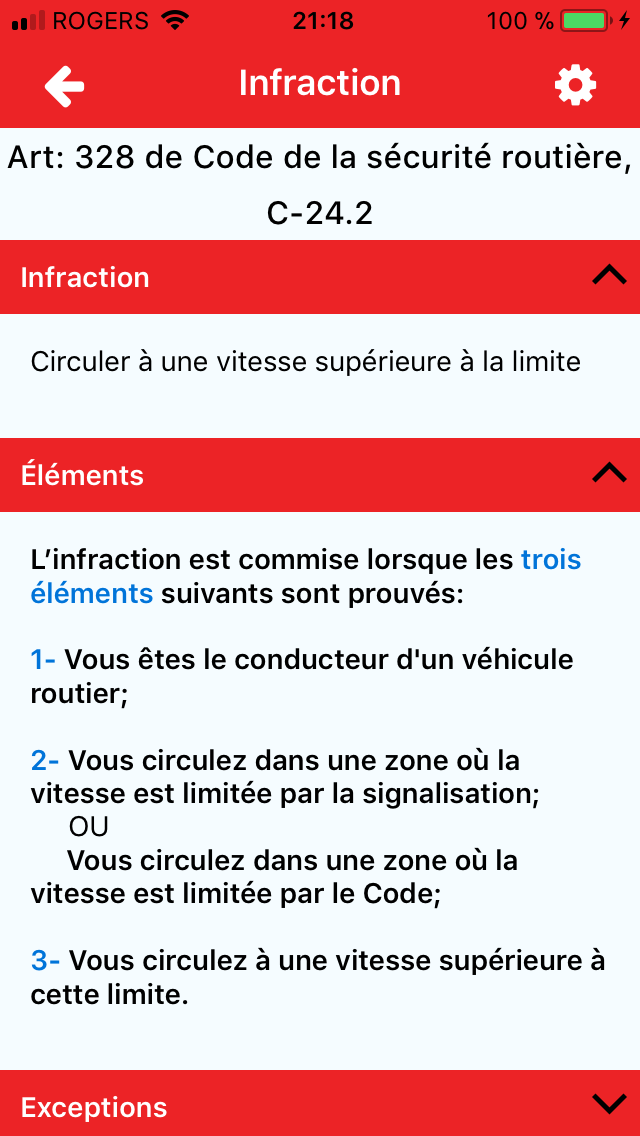 ROGERS 21:18 100 %
Infraction
Art: 328 de Code de la sécurité routière,
C-24.2
Infraction
Circuler à une vitesse supérieure à la limite
Éléments
L’infraction est commise lorsque les trois
éléments suivants sont prouvés:
1- Vous êtes le conducteur d'un véhicule
routier;
2- Vous circulez dans une zone où la
vitesse est limitée par la signalisation;
OU
Vous circulez dans une zone où la
vitesse est limitée par le Code;
3- Vous circulez à une vitesse supérieure à
cette limite.
Exceptions